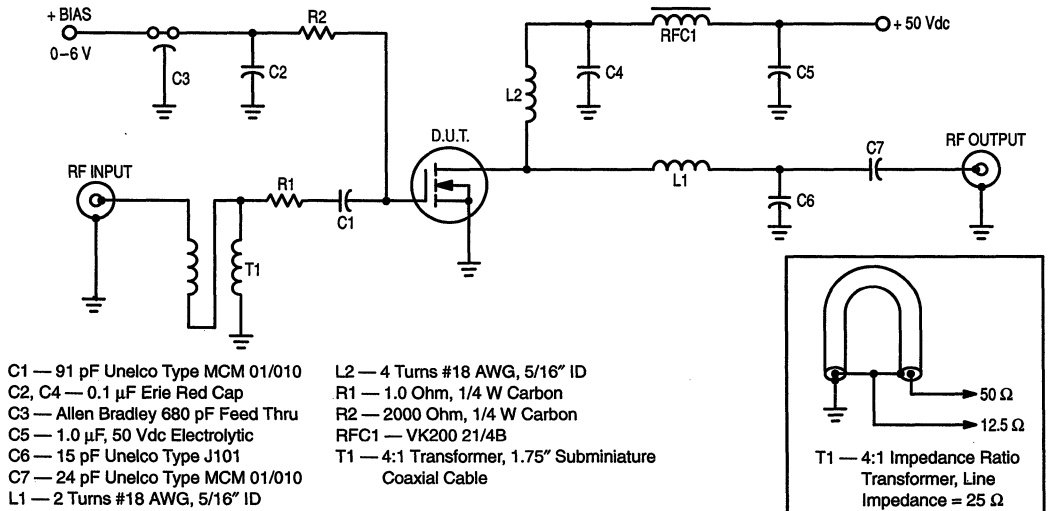 + BIAS
0–6 V
C3
C2
R2
RF INPUT
R1
C1
T1
D.U.T.
L2
C4
RFC1
C5
+ 50 Vdc
L1
C6
C7
RF OUTPUT
C1 — 91 pF Unelco Type MCM 01/010
C2, C4 — 0.1 µF Erie Red Cap
C3 — Allen Bradley 680 pF Feed Thru
C5 — 1.0 µF, 50 Vdc Electrolytic
C6 — 15 pF Unelco Type J101
C7 — 24 pF Unelco Type MCM 01/010
L1 — 2 Turns #18 AWG, 5/16″ ID
L2 — 4 Turns #18 AWG, 5/16″ ID
R1 — 1.0 Ohm, 1/4 W Carbon
R2 — 2000 Ohm, 1/4 W Carbon
RFC1 — VK200 21/4B
T1 — 4:1 Transformer, 1.75″ Subminiature
Coaxial Cable
50 Ω
12.5 Ω
T1 — 4:1 Impedance Ratio
Transformer, Line
Impedance = 25 Ω